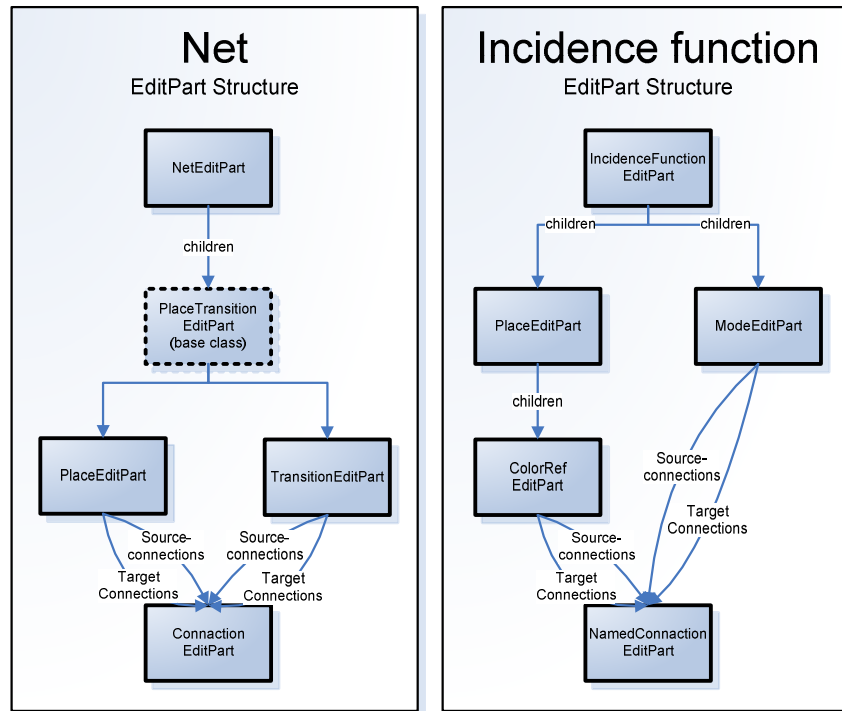 Net
EditPart Structure
NetEditPart
children
PlaceTransition
EditPart
(base class)
PlaceEditPart
TransitionEditPart
Source-
connections
Target
Connections
Source-
connections
Target
Connections
Connaction
EditPart
Incidence function
EditPart Structure
IncidenceFunction
EditPart
children
children
PlaceEditPart
ModeEditPart
children
ColorRef
EditPart
Source-
connections
Target
Connections
Source-
connections
Target
Connections
NamedConnaction
EditPart